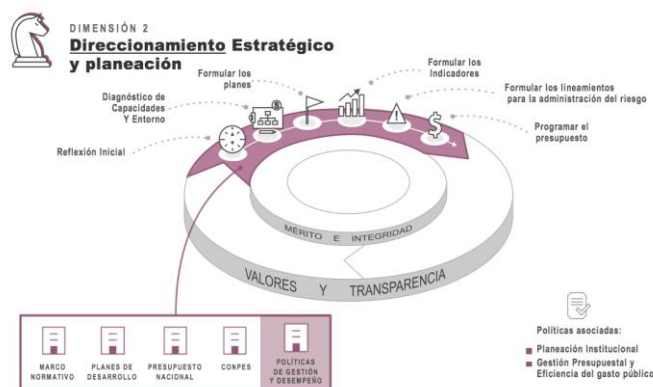 DIMENSIÓN 2
Direccionamiento Estratégico
y planeación
Formular los
planes
Formular los
Indicadores
Diagnóstico de
Capacidades
Y Entorno
Formular los lineamientos
para la administración del riesgo
Reflexión Inicial
Programar el
presupuesto
$
MÉRITO E INTEGRIDAD
VALORES Y TRANSPARENCIA
MARCO
NORMATIVO
PLANES DE
DESARROLLO
PRESUPUESTO
NACIONAL
CONPES
POLÍTICAS
DE GESTIÓN
Y DESEMPEÑO
Políticas asociadas:
Planeación Institucional
Gestión Presupuestal y
Eficiencia del gasto público